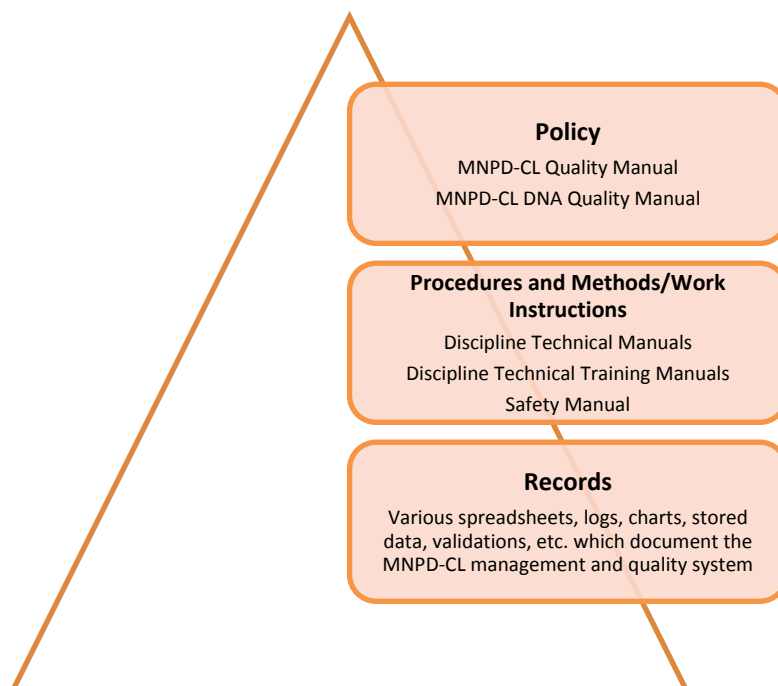 Policy
MNPD-CL Quality Manual
MNPD-CL DNA Quality Manual
Procedures and Methods/Work
Instructions
Discipline Technical Manuals
Discipline Technical Training Manuals
Safety Manual
Records
Various spreadsheets, logs, charts, stored
data, validations, etc. which document the
MNPD-CL management and quality system